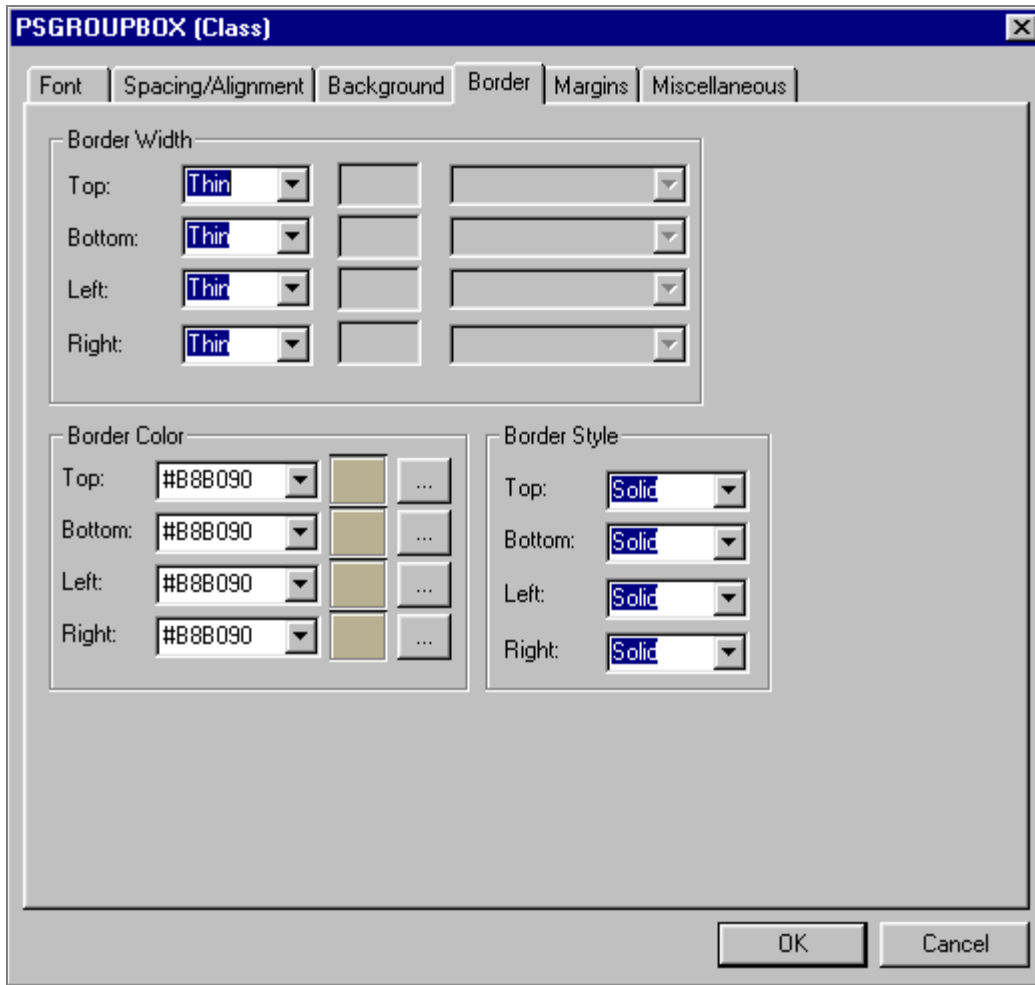 PSGROUPBOX (Class)
Font Spacing/Alignment Background Border Margins Miscellaneous
Border Width
Top: Thin
Bottom: Thin
Left: Thin
Right: Thin
Border Color
Top: #B8B090 ...
Bottom: #B8B090 ...
Left: #B8B090 ...
Right: #B8B090 ...
Border Style
Top: Solid
Bottom: Solid
Left: Solid
Right: Solid
OK Cancel